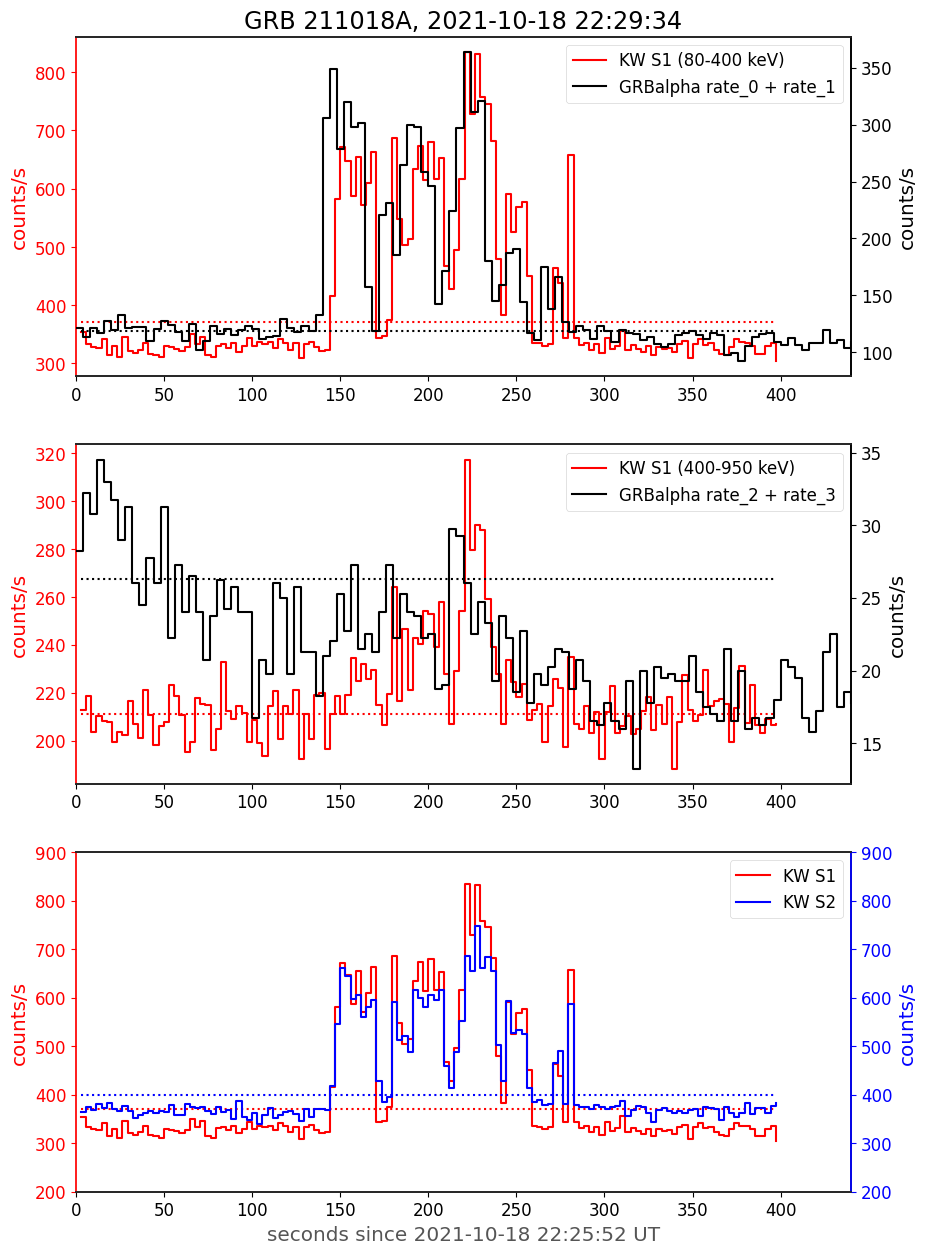 GRB 211018A, 2021-10-18 22:29:34
KW S1 (80-400 keV)
GRBalpha rate_0 + rate_1
counts/s
800
700
600
500
400
300
350
300
250
200
150
100
counts/s
0 50 100 150 200 250 300 350 400
KW S1 (400-950 keV)
GRBalpha rate_2 + rate_3
counts/s
320
300
280
260
240
220
200
35
30
25
20
15
counts/s
0 50 100 150 200 250 300 350 400
KW S1
KW S2
counts/s
900
800
700
600
500
400
300
200
900
800
700
600
500
400
300
200
counts/s
0 50 100 150 200 250 300 350 400
seconds since 2021-10-18 22:25:52 UT